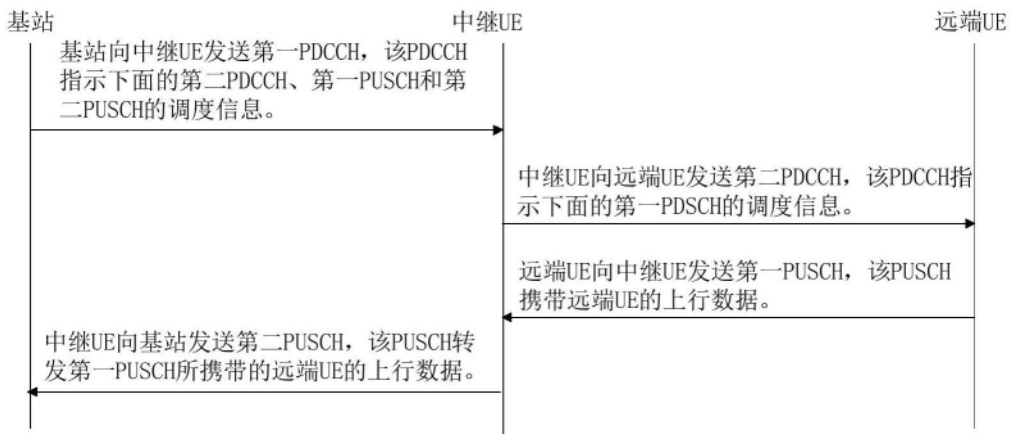 基站
中继UE
远端UE
基站向中继UE发送第一PDCCH，该PDCCH
指示下面的第二PDCCH、第一PUSCH和第
二PUSCH的调度信息。
中继UE向远端UE发送第二PDCCH，该PDCCH指
示下面的第一PDSCH的调度信息。
远端UE向中继UE发送第一PUSCH，该PUSCH
携带远端UE的上行数据。
中继UE向基站发送第二PUSCH，该PUSCH转
发第一PUSCH所携带的远端UE的上行数据。